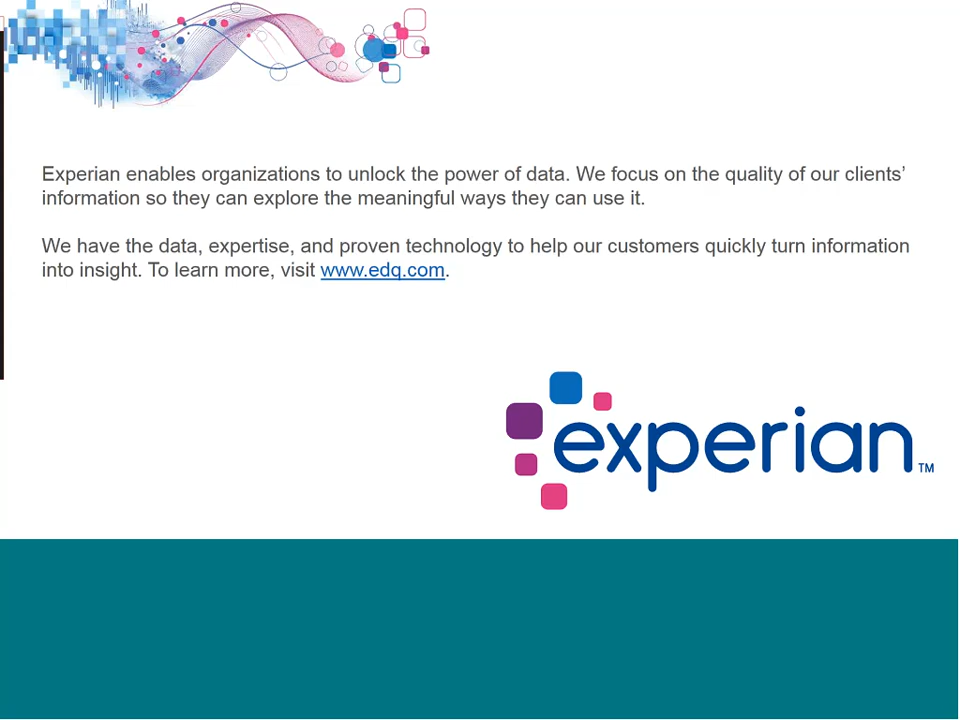 Experian enables organizations to unlock the power of data. We focus on the quality of our clients’
information so they can explore the meaningful ways they can use it.
We have the data, expertise, and proven technology to help our customers quickly turn information
into insight. To learn more, visit www.edq.com.
experian™